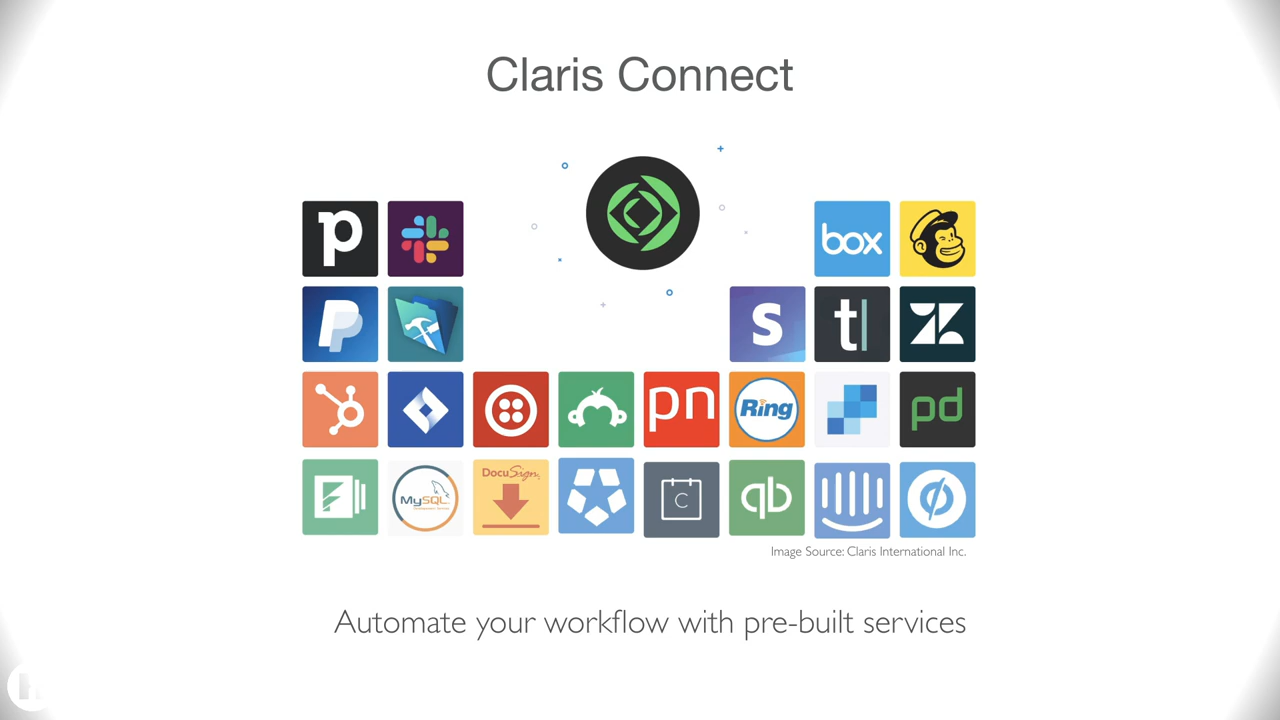 Claris Connect
p
box
S
t|
pn
Ring
pd
DocuSign
MySQL
C
qb
Image Source: Claris International Inc.
Automate your workflow with pre-built services